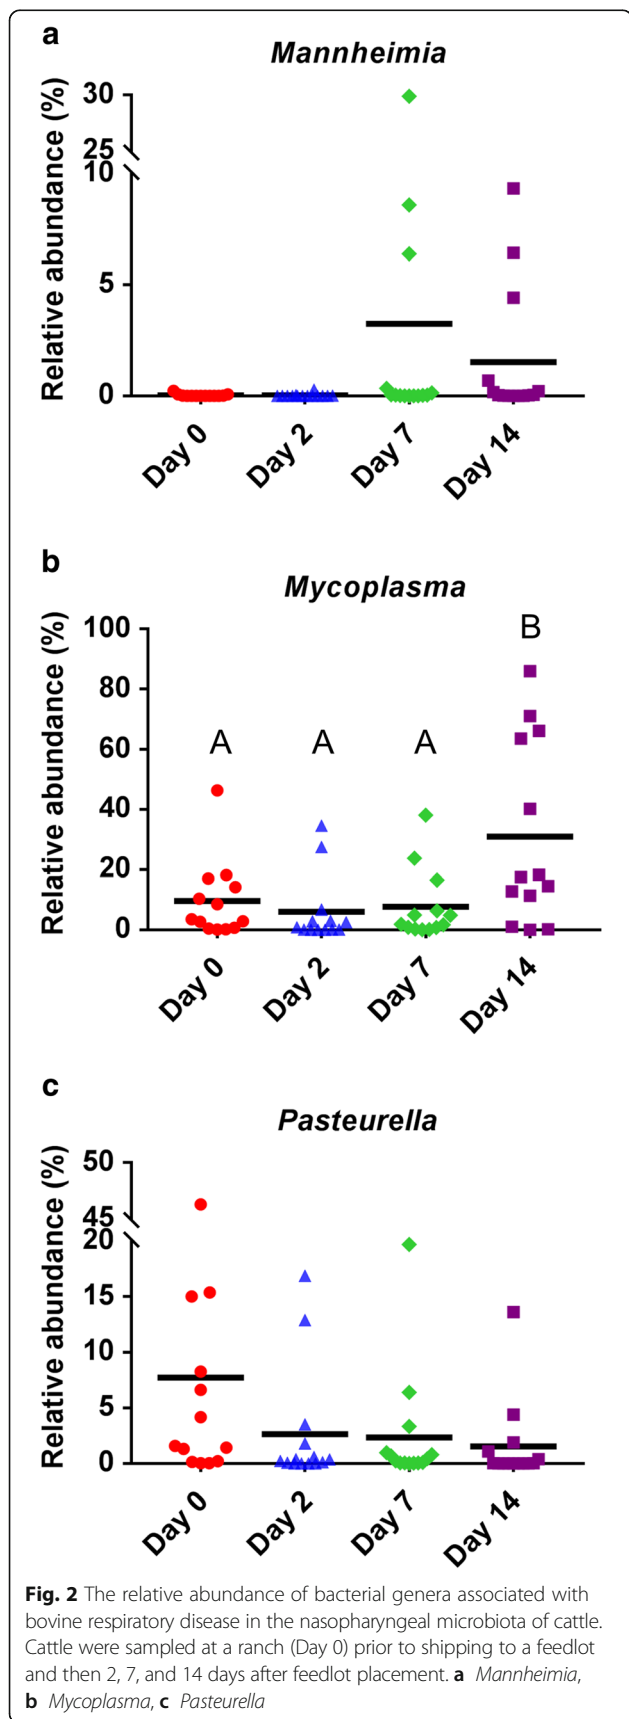 a
Mannheimia
Relative abundance (%)
30
25
10
5
0
Day 0
Day 2
Day 7
Day 14
b
Mycoplasma
Relative abundance (%)
100
80
60
40
20
0
A
A
A
B
Day 0
Day 2
Day 7
Day 14
c
Pasteurella
Relative abundance (%)
50
45
20
15
10
5
0
Day 0
Day 2
Day 7
Day 14
Fig. 2 The relative abundance of bacterial genera associated with
bovine respiratory disease in the nasopharyngeal microbiota of cattle.
Cattle were sampled at a ranch (Day 0) prior to shipping to a feedlot
and then 2, 7, and 14 days after feedlot placement. a Mannheimia,
b Mycoplasma, c Pasteurella